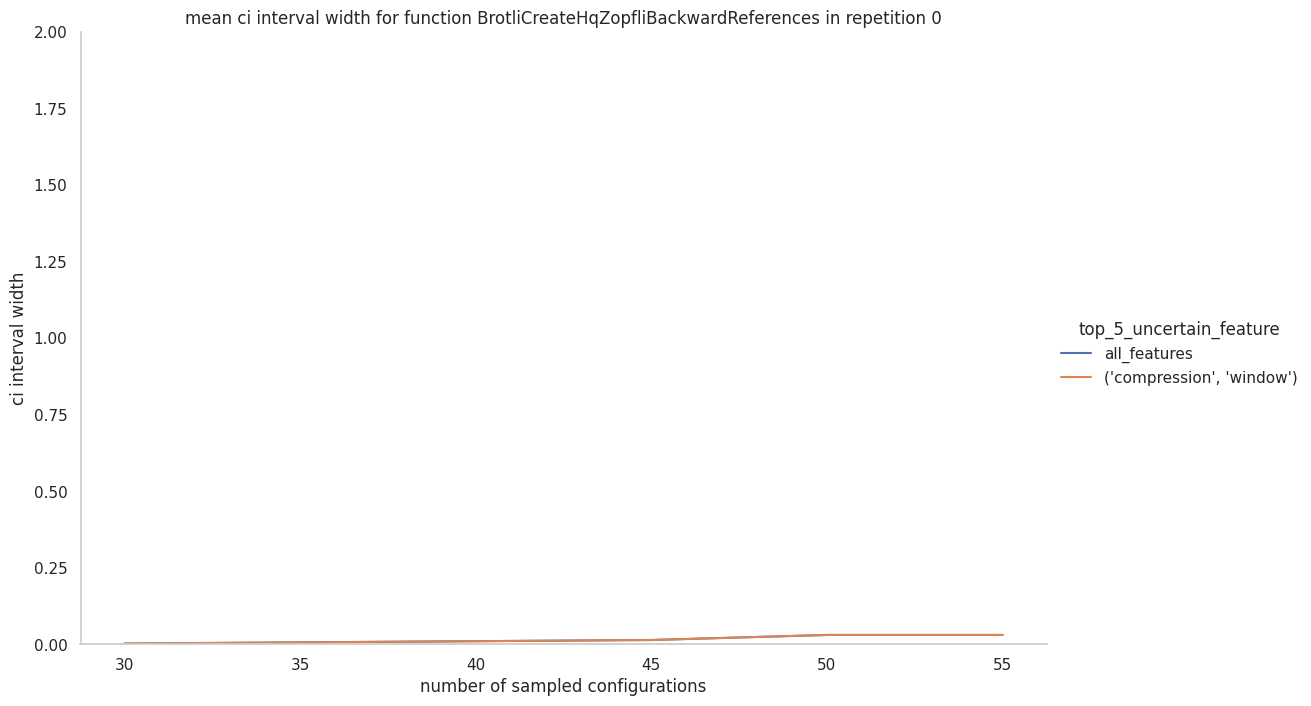 mean ci interval width for function BrotliCreateHqZopfliBackwardReferences in repetition 0
2.00
1.75
1.50
1.25
1.00
0.75
0.50
0.25
0.00
ci interval width
30 35 40 45 50 55
number of sampled configurations
top_5_uncertain_feature
all_features
('compression', 'window')